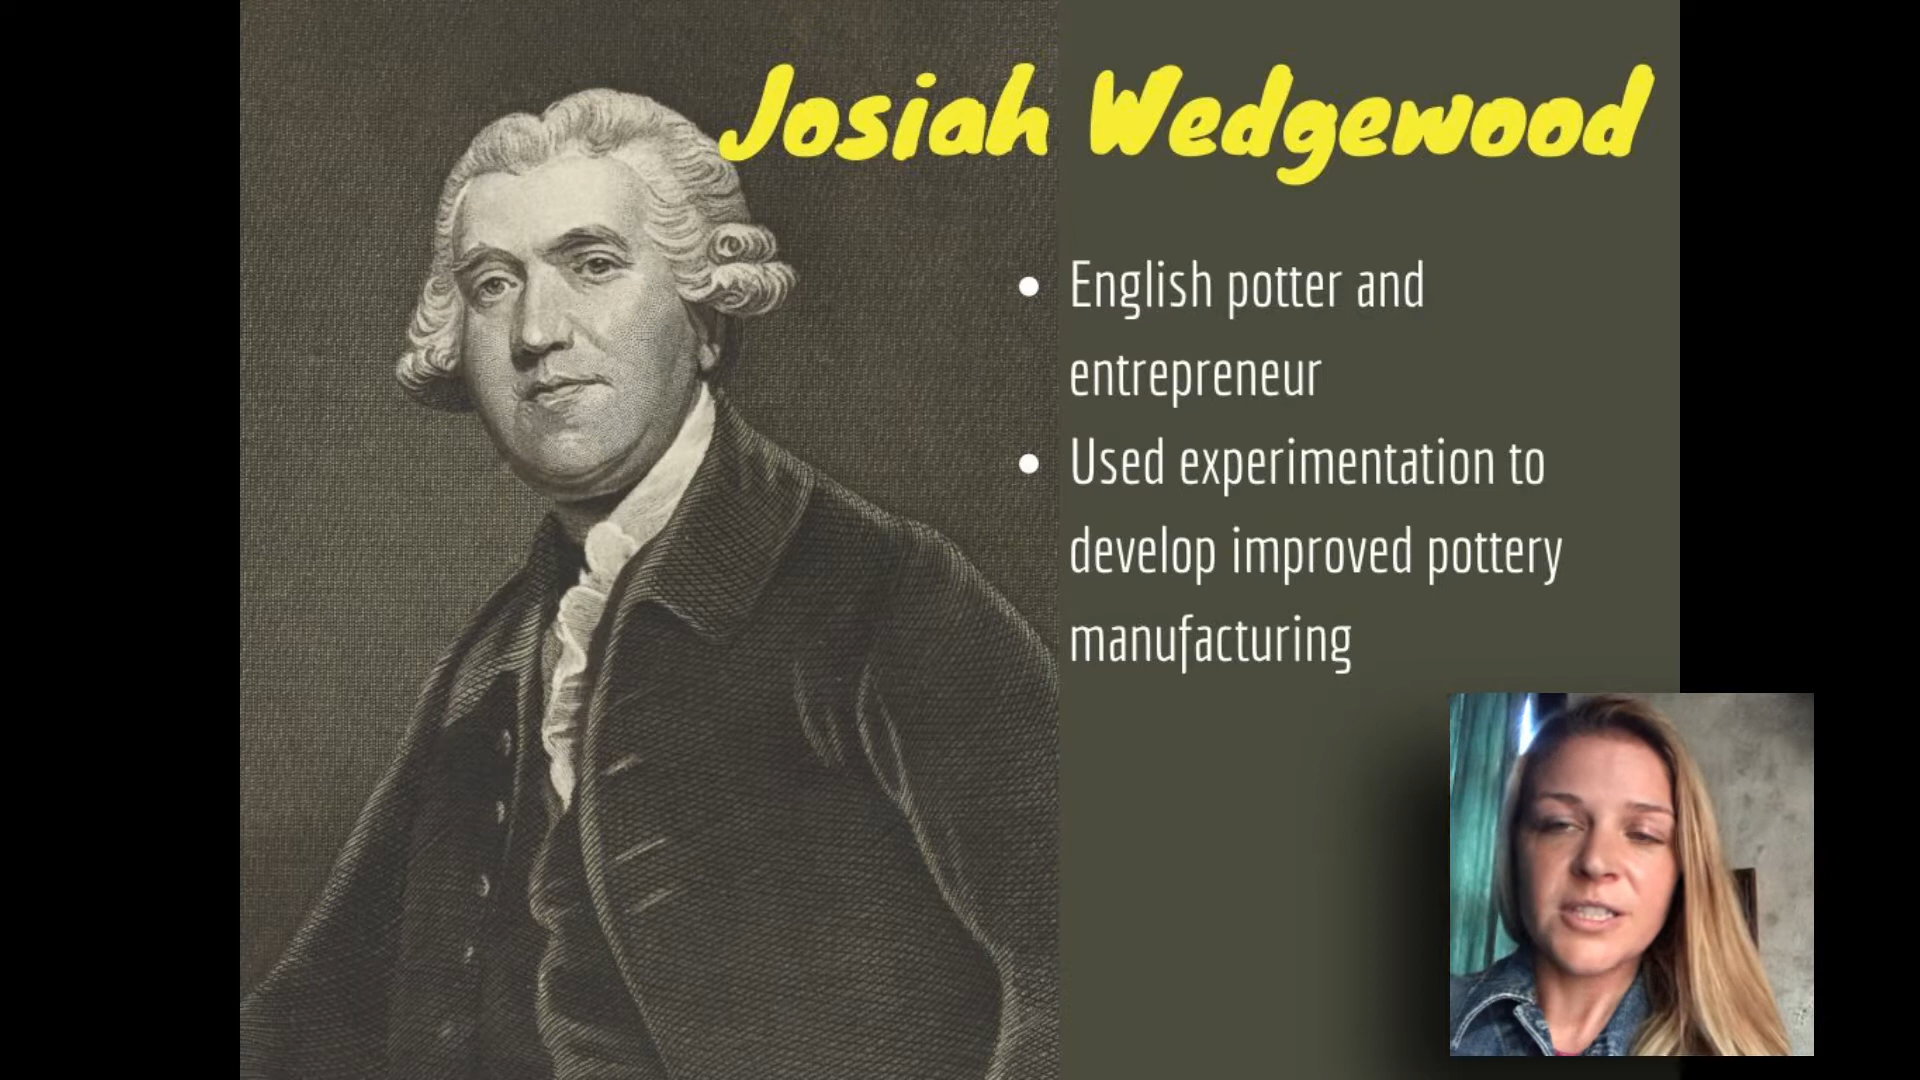 Josiah Wedgewood
• English potter and
entrepreneur
• Used experimentation to
develop improved pottery
manufacturing